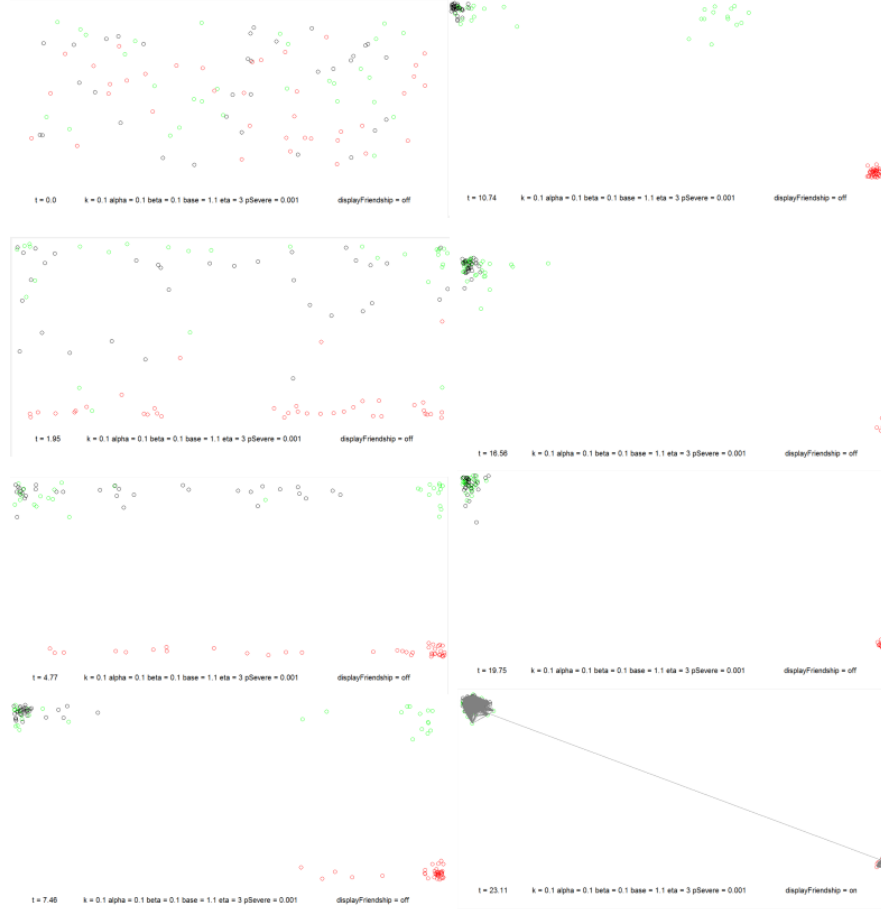 t = 0.0 k = 0.1 alpha = 0.1 beta = 0.1 base = 1.1 eta = 3 pSevere = 0.001 displayFriendship = off
t = 1.95 k = 0.1 alpha = 0.1 beta = 0.1 base = 1.1 eta = 3 pSevere = 0.001 displayFriendship = off
t = 4.77 k = 0.1 alpha = 0.1 beta = 0.1 base = 1.1 eta = 3 pSevere = 0.001 displayFriendship = off
t = 7.46 k = 0.1 alpha = 0.1 beta = 0.1 base = 1.1 eta = 3 pSevere = 0.001 displayFriendship = off
t = 10.74 k = 0.1 alpha = 0.1 beta = 0.1 base = 1.1 eta = 3 pSevere = 0.001 displayFriendship = off
t = 16.56 k = 0.1 alpha = 0.1 beta = 0.1 base = 1.1 eta = 3 pSevere = 0.001 displayFriendship = off
t = 19.75 k = 0.1 alpha = 0.1 beta = 0.1 base = 1.1 eta = 3 pSevere = 0.001 displayFriendship = off
t = 23.11 k = 0.1 alpha = 0.1 beta = 0.1 base = 1.1 eta = 3 pSevere = 0.001 displayFriendship = on